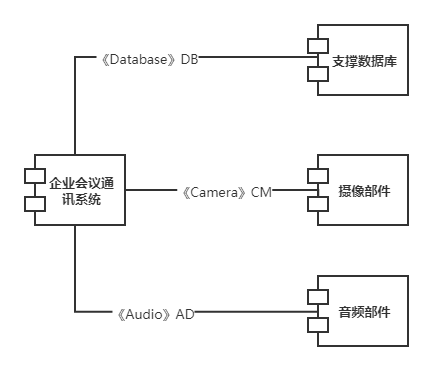 《Database》DB
支撑数据库
企业会议通
讯系统
《Camera》CM
摄像部件
《Audio》AD
音频部件